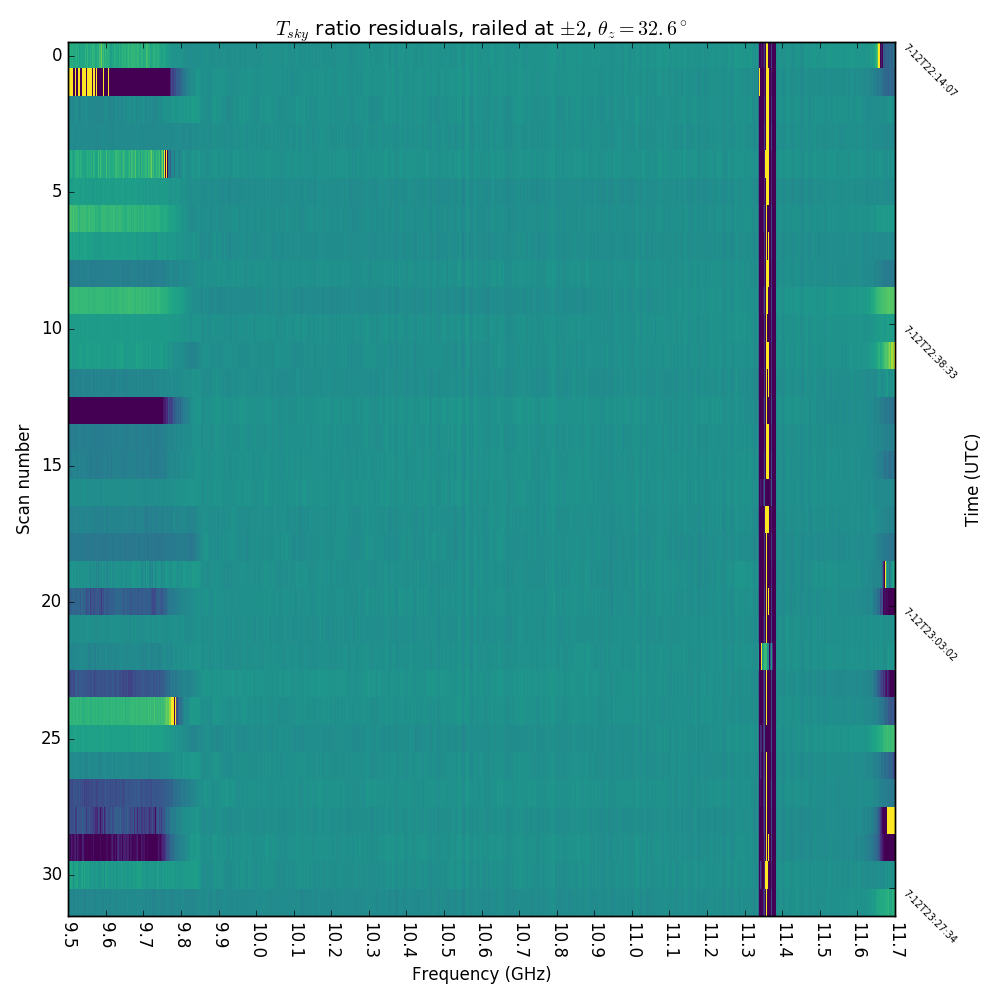 T_sky ratio residuals, railed at ±2, θ_z = 32.6°
0
5
10
15
20
25
30
Scan number
7-12T22:14:07
7-12T22:38:33
7-12T23:03:02
7-12T23:27:34
Time (UTC)
9.5 9.6 9.7 9.8 9.9 10.0 10.1 10.2 10.3 10.4 10.5 10.6 10.7 10.8 10.9 11.0 11.1 11.2 11.3 11.4 11.5 11.6 11.7
Frequency (GHz)